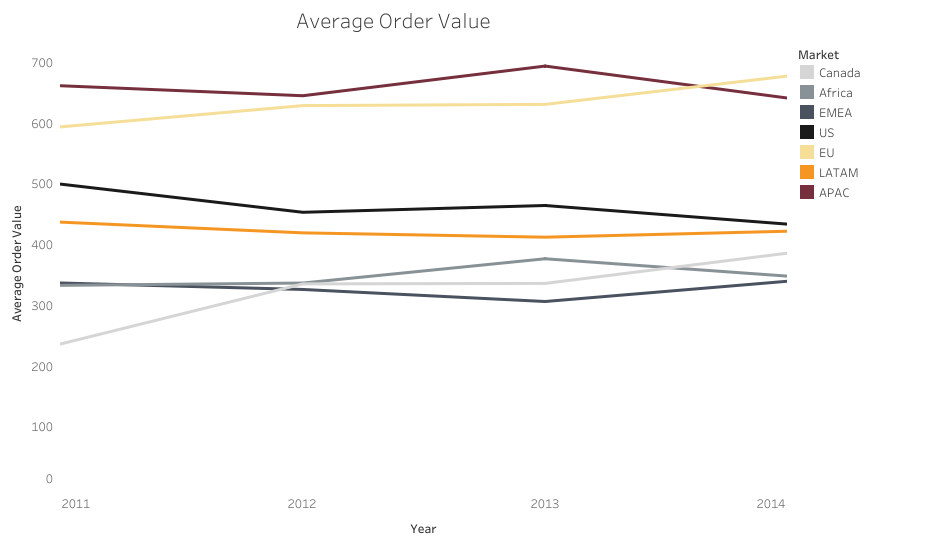 Average Order Value
Average Order Value
700
600
500
400
300
200
100
0
2011
2012
2013
2014
Year
Market
Canada
Africa
EMEA
US
EU
LATAM
APAC